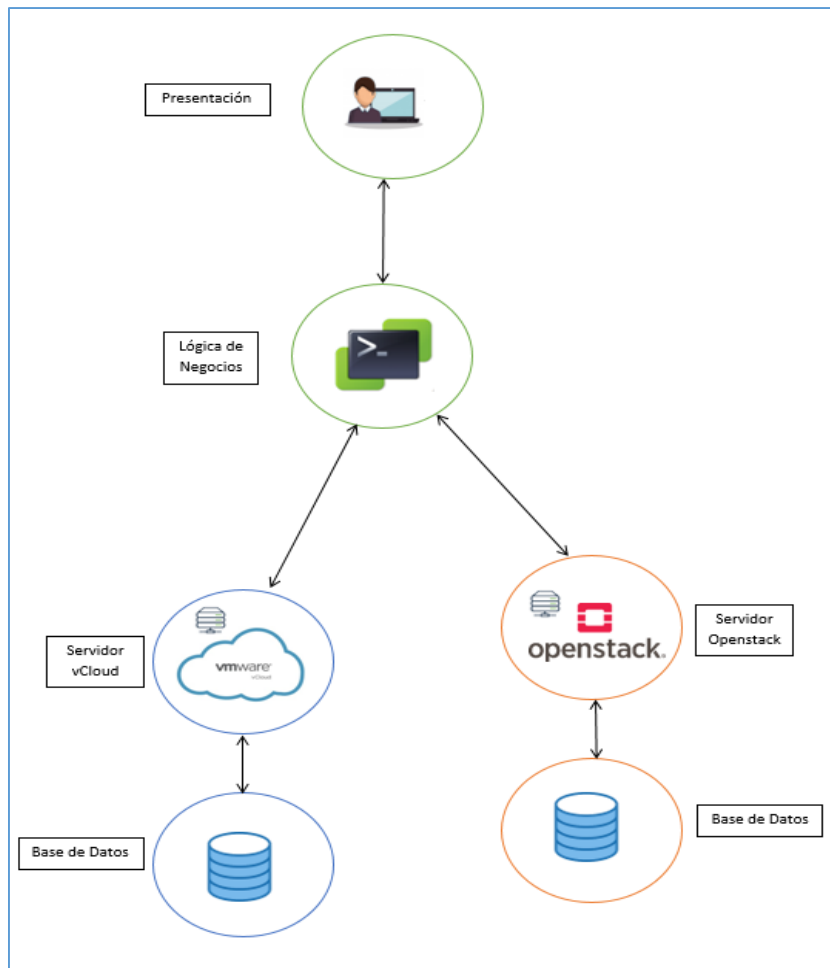 Presentación
Lógica de
Negocios
>_
Servidor
vCloud
vmware®
vCloud
openstack.
Servidor
Openstack
Base de Datos
Base de Datos